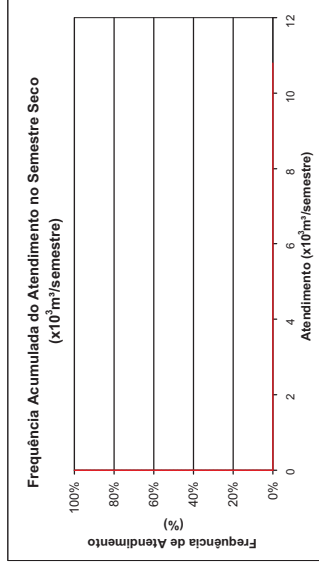 Frequência Acumulada do Atendimento no Semestre Seco
(x10³m³/semestre)
Frequência de Atendimento
(%)
100%
80%
60%
40%
20%
0%
0 2 4 6 8 10 12
Atendimento (x10³m³/semestre)